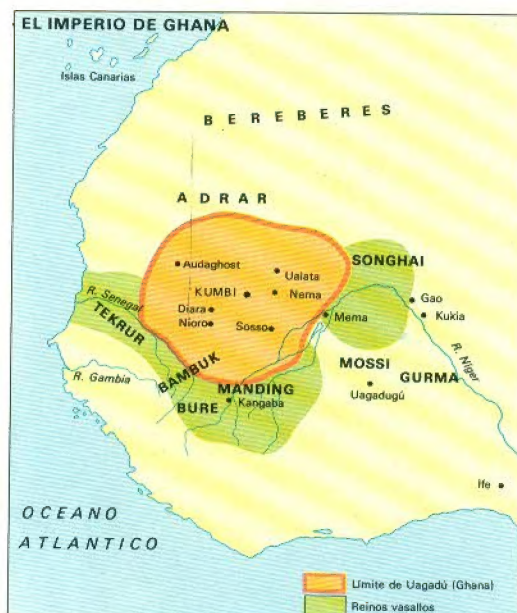 EL IMPERIO DE GHANA
Islas Canarias
BEREBERES
ADRAR
Audaghost
Ualata
SONGHAI
KUMBI
Nema
R. Senegal
Diara
Gao
TEKRUR
Nioro
Sosso
Mema
Kukia
BAMBUK
MOSSI
R. Niger
R. Gambia
MANDING
GURMA
BURE
Kangaba
Uagadugú
Ife
OCEANO
ATLANTICO
Límite de Uagadú (Ghana)
Reinos vasallos